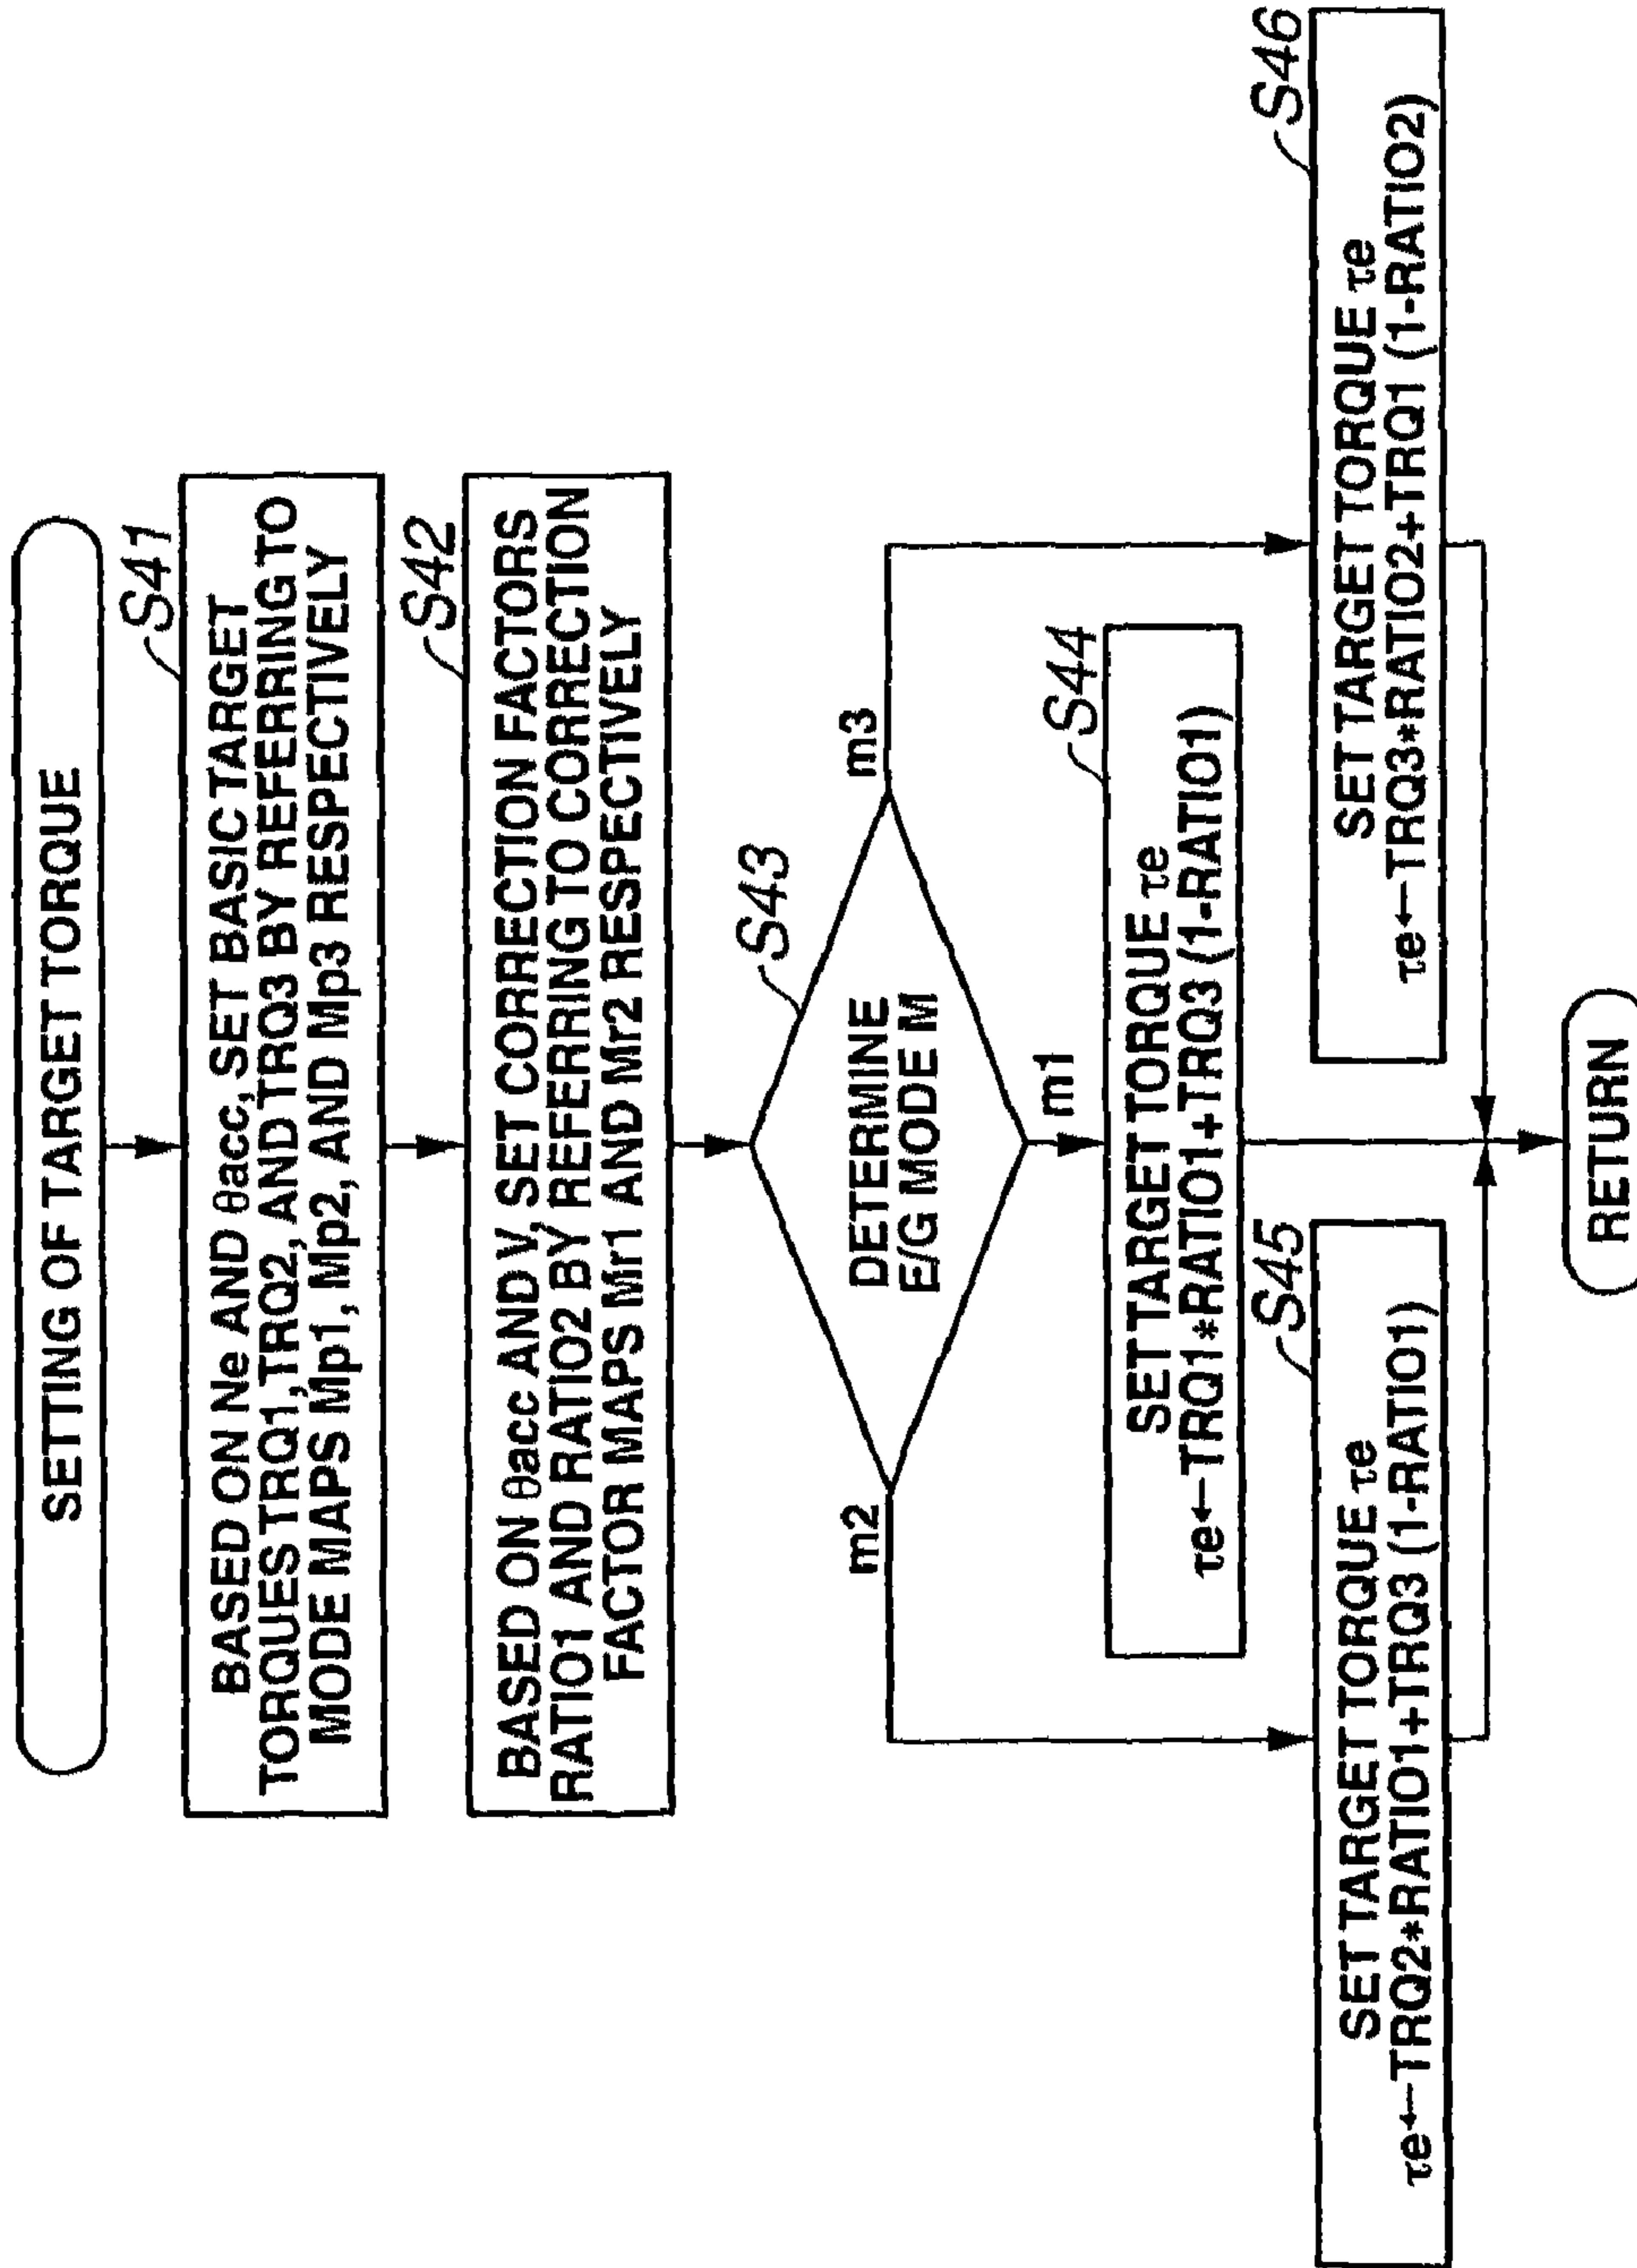 SETTING OF TARGET TORQUE
S41
BASED ON Ne AND θacc, SET BASIC TARGET
TORQUES TRQ1, TRQ2, AND TRQ3 BY REFERRING TO
MODE MAPS Mp1, Mp2, AND Mp3 RESPECTIVELY
S42
BASED ON θacc AND V, SET CORRECTION FACTORS
RATIO1 AND RATIO2 BY REFERRING TO CORRECTION
FACTOR MAPS Mr1 AND Mr2 RESPECTIVELY
S43
DETERMINE
E/G MODE M
m2
m3
m1
S44
SET TARGET TORQUE τe
τe←TRQ1*RATIO1+TRQ3 (1-RATIO1)
S45
SET TARGET TORQUE τe
τe←TRQ2*RATIO1+TRQ3 (1-RATIO1)
S46
SET TARGET TORQUE τe
τe←TRQ3*RATIO2+TRQ1 (1-RATIO2)
RETURN